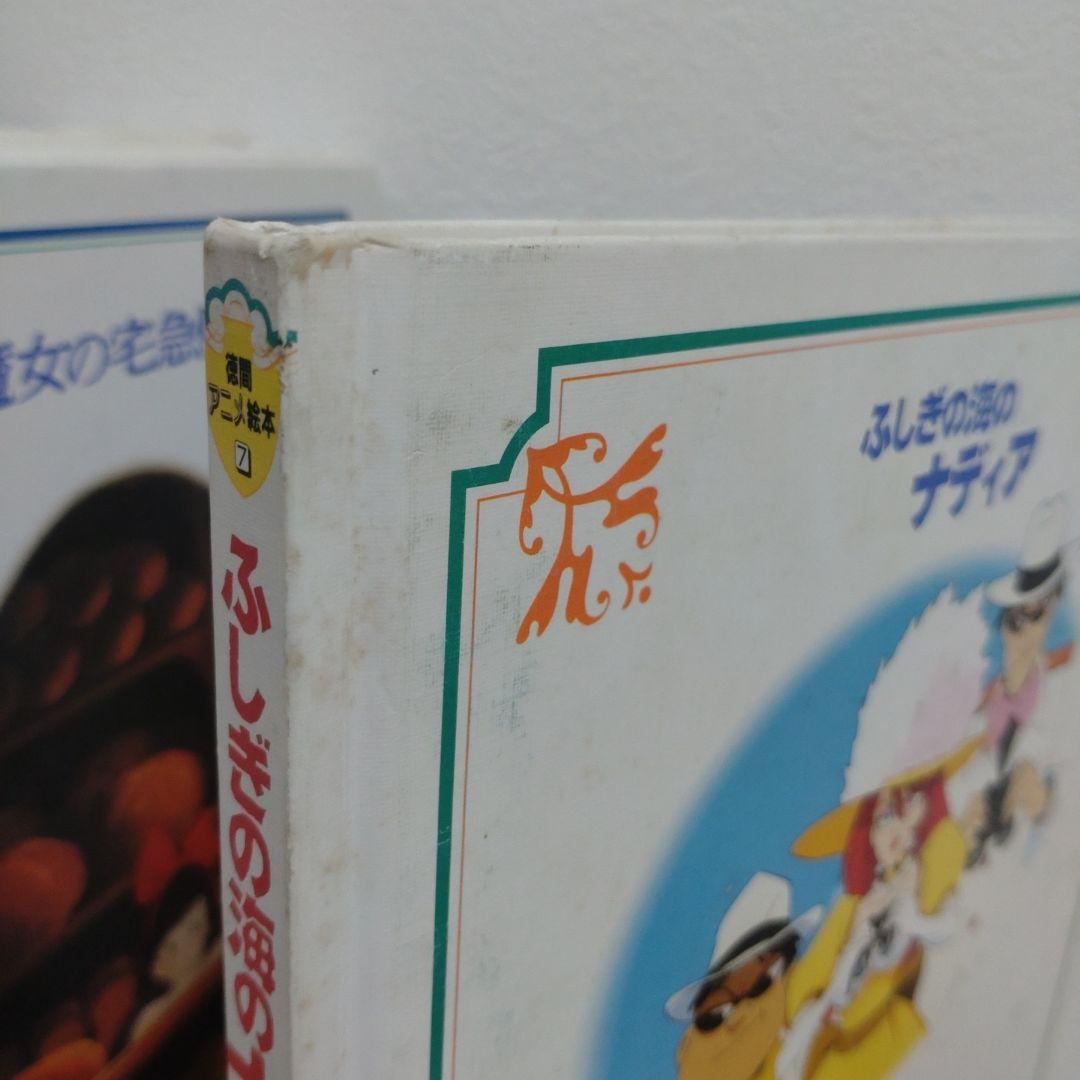 魔女の宅急
徳間
アニメ絵本
7
ふしぎの海の
ふしぎの海の
ナディア